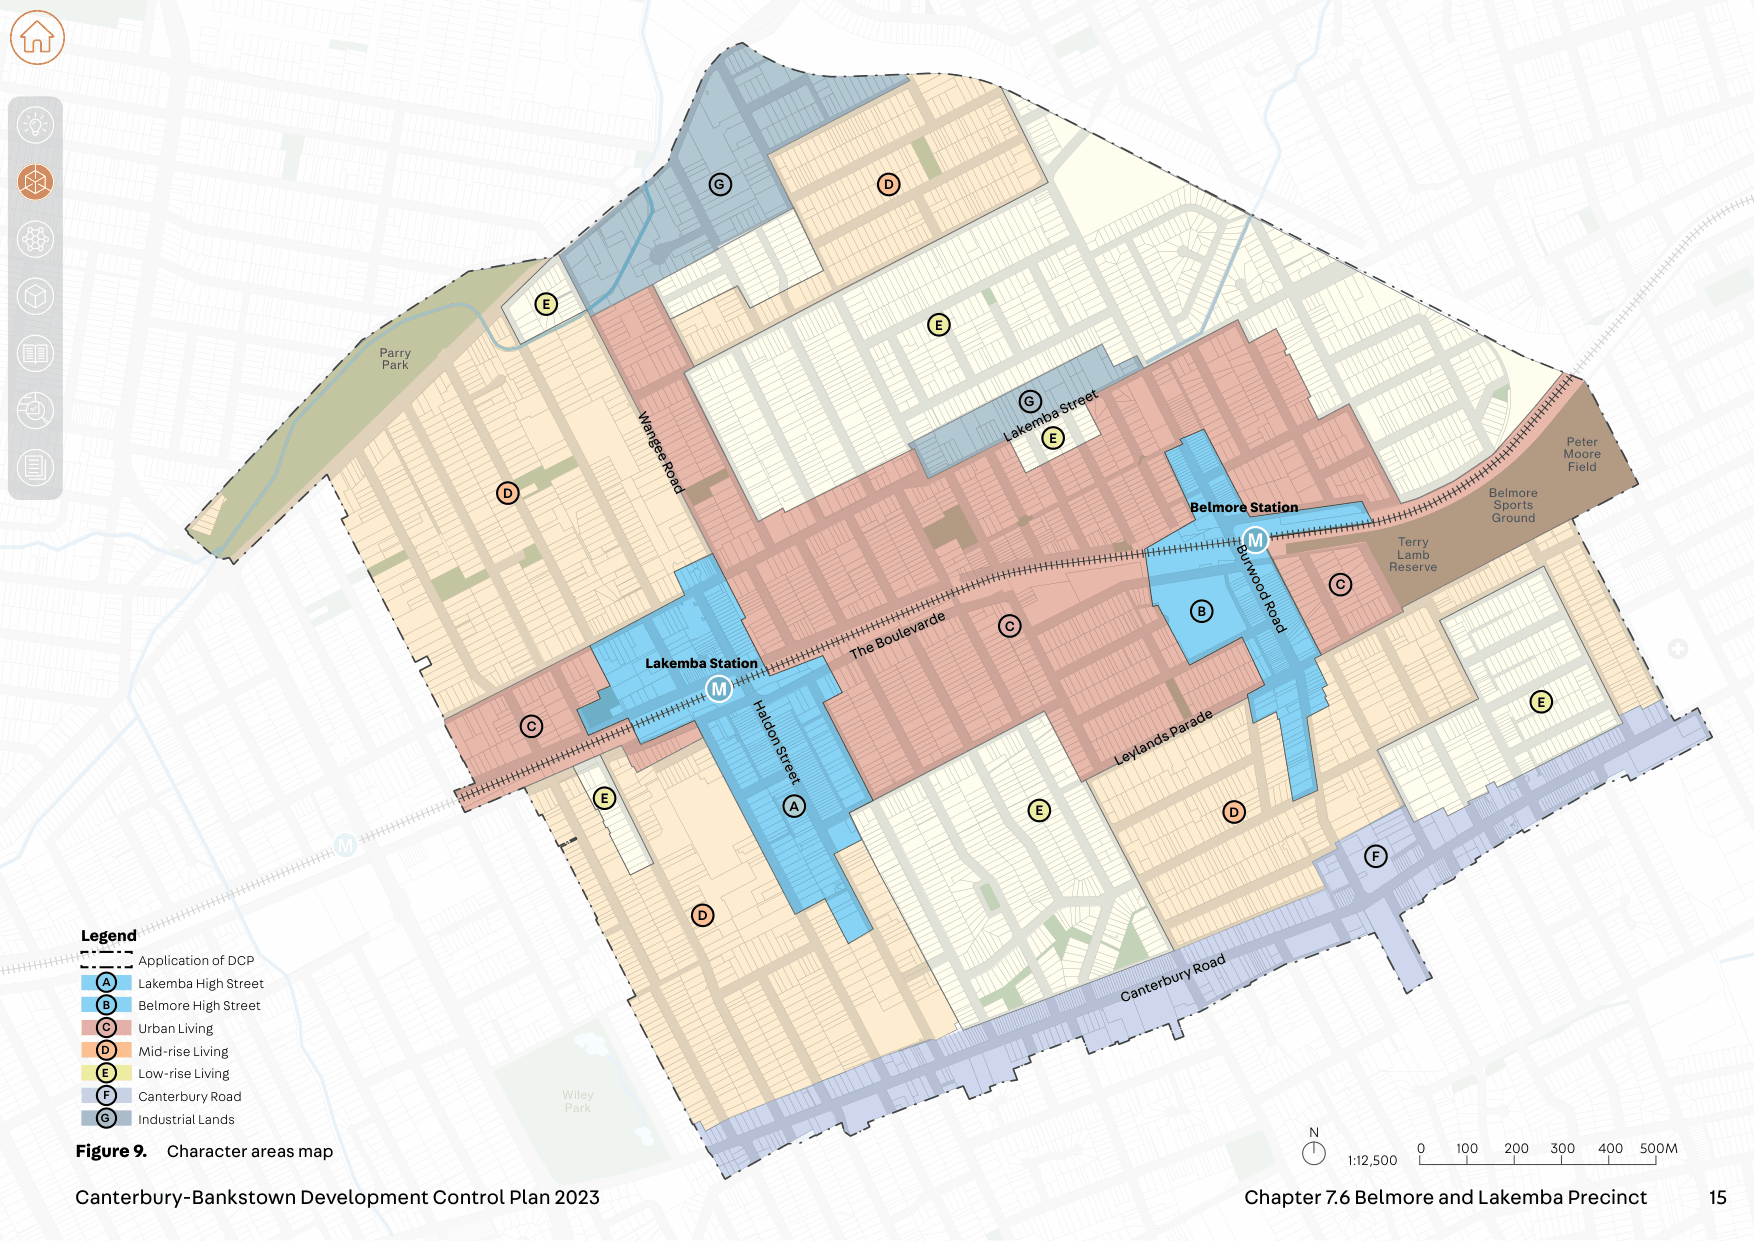 G
D
E
E
Parry
Park
Wangee Road
G
Lakemba Street
E
Peter
Moore
Field
D
Belmore
Sports
Ground
Belmore Station
M
Terry
Lamb
Reserve
Burwood Road
C
B
The Boulevarde
C
Lakemba Station
M
Haldon Street
E
C
Leylands Parade
E
A
E
D
M
F
D
Canterbury Road
Wiley
Park
Legend
Application of DCP
A Lakemba High Street
B Belmore High Street
C Urban Living
D Mid-rise Living
E Low-rise Living
F Canterbury Road
G Industrial Lands
Figure 9. Character areas map
N
1:12,500
0 100 200 300 400 500M
Canterbury-Bankstown Development Control Plan 2023
Chapter 7.6 Belmore and Lakemba Precinct 15